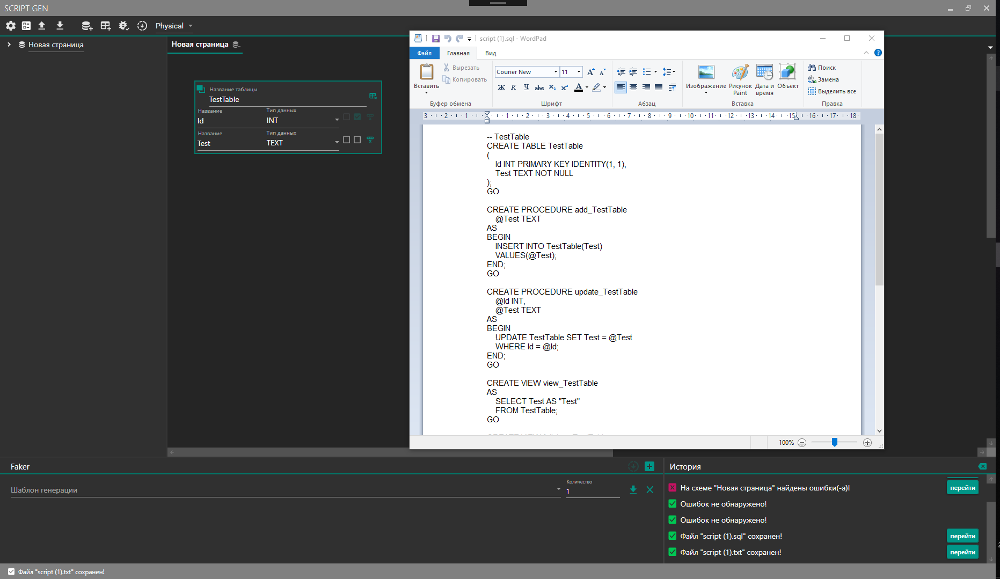 SCRIPT GEN
Physical
Новая страница
Новая страница
Название таблицы
TestTable
Название
Тип данных
Id
INT
Название
Тип данных
Test
TEXT
script (1).sql - WordPad
Файл
Главная
Вид
Вставить
Вырезать
Копировать
Буфер обмена
Courier New
11
Ж К Ч abc X₂ X² A
Шрифт
Абзац
Изображение
Рисунок Paint
Дата и время
Объект
Вставка
Поиск
Замена
Выделить все
Правка
3 2 1 1 2 3 4 5 6 7 8 9 10 11 12 13 14 15 16 17 18
-- TestTable
CREATE TABLE TestTable
(
Id INT PRIMARY KEY IDENTITY(1, 1),
Test TEXT NOT NULL
);
GO
CREATE PROCEDURE add_TestTable
@Test TEXT
AS
BEGIN
INSERT INTO TestTable(Test)
VALUES(@Test);
END;
GO
CREATE PROCEDURE update_TestTable
@Id INT,
@Test TEXT
AS
BEGIN
UPDATE TestTable SET Test = @Test
WHERE Id = @Id;
END;
GO
CREATE VIEW view_TestTable
AS
SELECT Test AS "Test"
FROM TestTable;
GO
100%
Faker
Шаблон генерации
Количество
1
История
На схеме "Новая страница" найдены ошибки(-а)!
перейти
Ошибок не обнаружено!
Ошибок не обнаружено!
Файл "script (1).sql" сохранен!
перейти
Файл "script (1).txt" сохранен!
перейти
Файл "script (1).txt" сохранен!